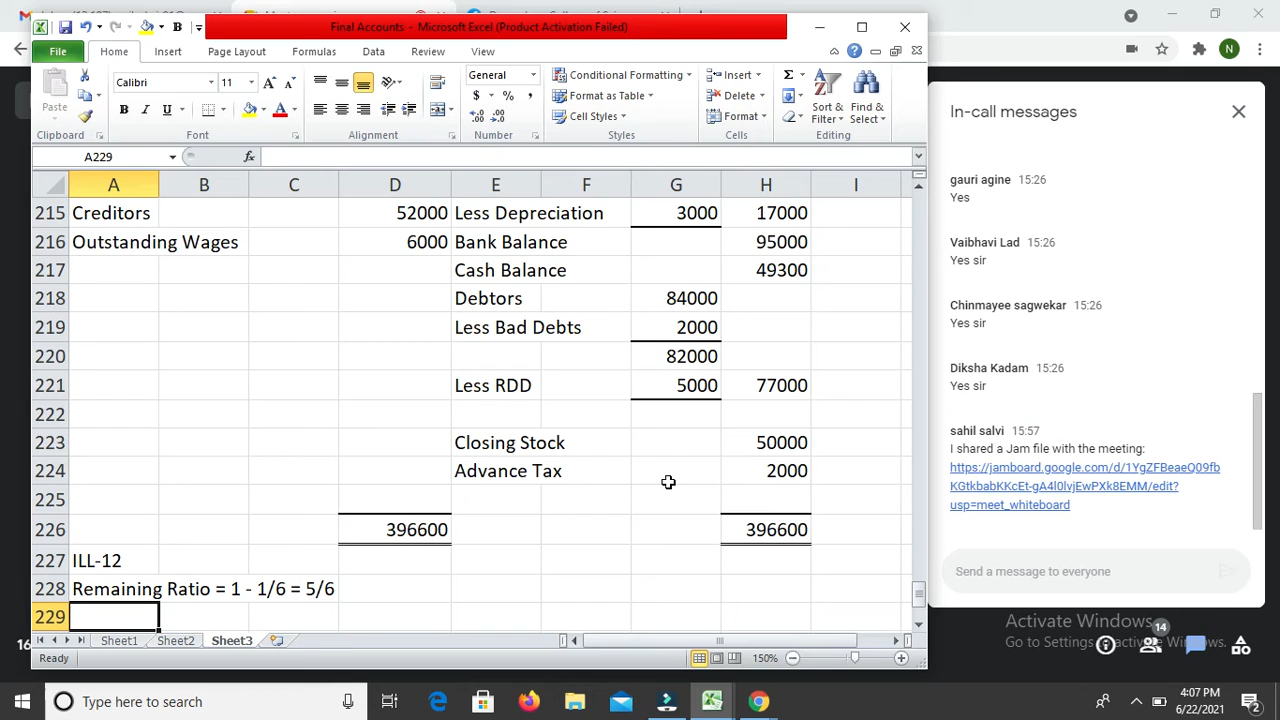 Final Accounts - Microsoft Excel (Product Activation Failed)
File Home Insert Page Layout Formulas Data Review View
Paste
Calibri 11
B I U
A A
General
$ % ,
Conditional Formatting
Format as Table
Cell Styles
Insert
Delete
Format
Σ
Sort & Filter
Find & Select
Clipboard Font Alignment Number Styles Cells Editing
A229 fx
A B C D E F G H I
215 Creditors 52000 Less Depreciation 3000 17000
216 Outstanding Wages 6000 Bank Balance 95000
217 Cash Balance 49300
218 Debtors 84000
219 Less Bad Debts 2000
220 82000
221 Less RDD 5000 77000
222
223 Closing Stock 50000
224 Advance Tax 2000
225
226 396600 396600
227 ILL-12
228 Remaining Ratio = 1 - 1/6 = 5/6
229
Sheet1 Sheet2 Sheet3
Ready 150%
N
In-call messages
gauri agine 15:26
Yes
Vaibhavi Lad 15:26
Yes sir
Chinmayee sagwekar 15:26
Yes sir
Diksha Kadam 15:26
Yes sir
sahil salvi 15:57
I shared a Jam file with the meeting:
https://jamboard.google.com/d/1YgZFBeaeQ09fb
KGtkbabKKcEt-gA4l0lvjEwPXk8EMM/edit?
usp=meet_whiteboard
Send a message to everyone
Activate Windows
Go to Settings to activate Windows.
14
16
Type here to search
4:07 PM
6/22/2021
2